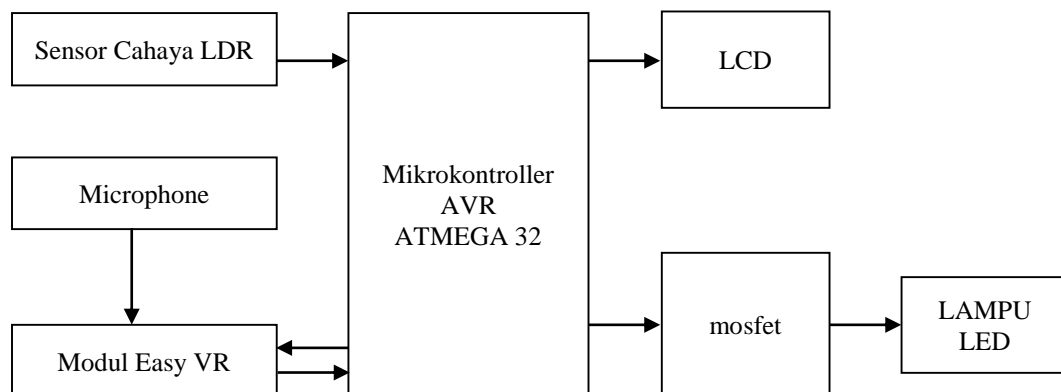 Sensor Cahaya LDR
LCD
Microphone
Mikrokontroller
AVR
ATMEGA 32
mosfet
LAMPU
LED
Modul Easy VR